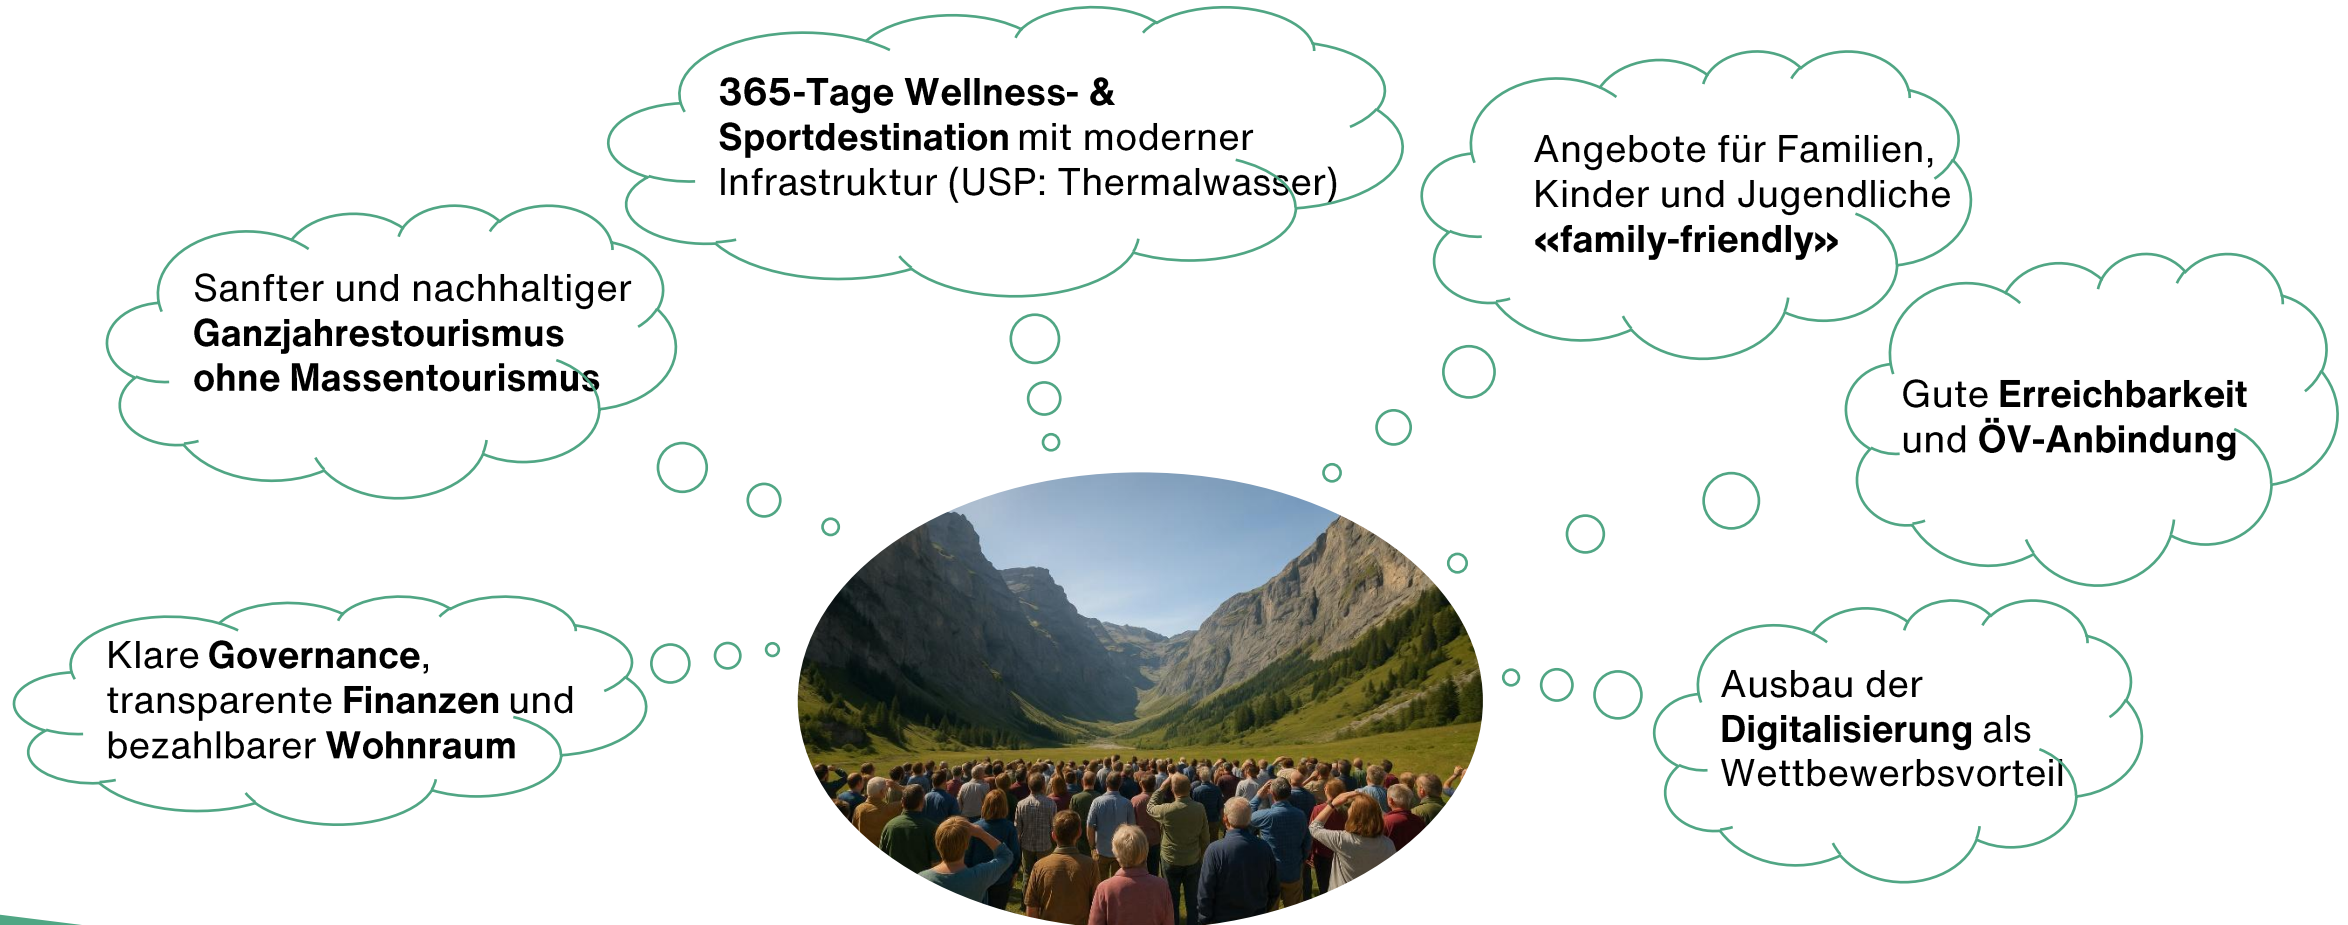 365-Tage Wellness- &
Sportdestination mit moderner
Infrastruktur (USP: Thermalwasser)
Angebote für Familien,
Kinder und Jugendliche
«family-friendly»
Sanfter und nachhaltiger
Ganzjahrestourismus
ohne Massentourismus
Gute Erreichbarkeit
und ÖV-Anbindung
Klare Governance,
transparente Finanzen und
bezahlbarer Wohnraum
Ausbau der
Digitalisierung als
Wettbewerbsvorteil